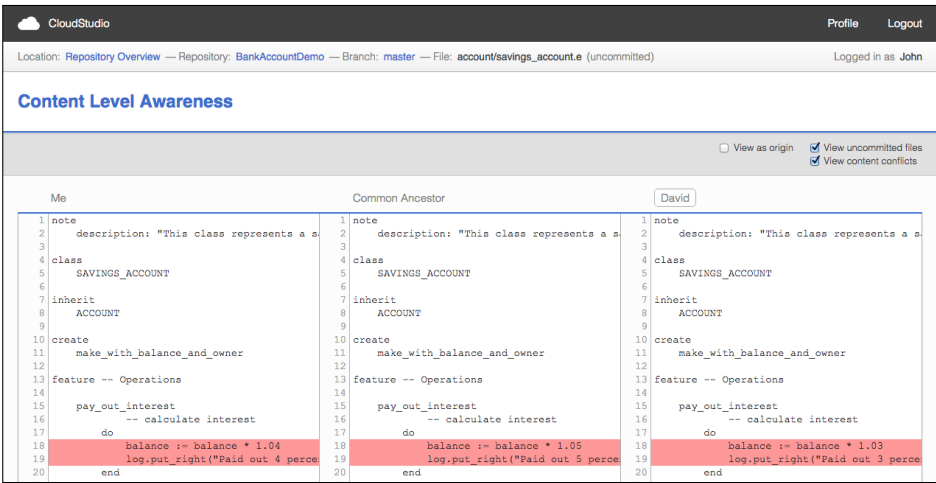 CloudStudio Profile Logout
Location: Repository Overview — Repository: BankAccountDemo — Branch: master — File: account/savings_account.e (uncommitted) Logged in as John
Content Level Awareness
View as origin View uncommitted files
View content conflicts
Me Common Ancestor David
1 note 1 note 1 note
2 description: "This class represents a s 2 description: "This class represents a s 2 description: "This class represents a s
3 3 3
4 class 4 class 4 class
5 SAVINGS_ACCOUNT 5 SAVINGS_ACCOUNT 5 SAVINGS_ACCOUNT
6 6 6
7 inherit 7 inherit 7 inherit
8 ACCOUNT 8 ACCOUNT 8 ACCOUNT
9 9 9
10 create 10 create 10 create
11 make_with_balance_and_owner 11 make_with_balance_and_owner 11 make_with_balance_and_owner
12 12 12
13 feature -- Operations 13 feature -- Operations 13 feature -- Operations
14 14 14
15 pay_out_interest 15 pay_out_interest 15 pay_out_interest
16 -- calculate interest 16 -- calculate interest 16 -- calculate interest
17 do 17 do 17 do
18 balance := balance * 1.04 18 balance := balance * 1.05 18 balance := balance * 1.03
19 log.put_right("Paid out 4 perce 19 log.put_right("Paid out 5 perce 19 log.put_right("Paid out 3 perce
20 end 20 end 20 end